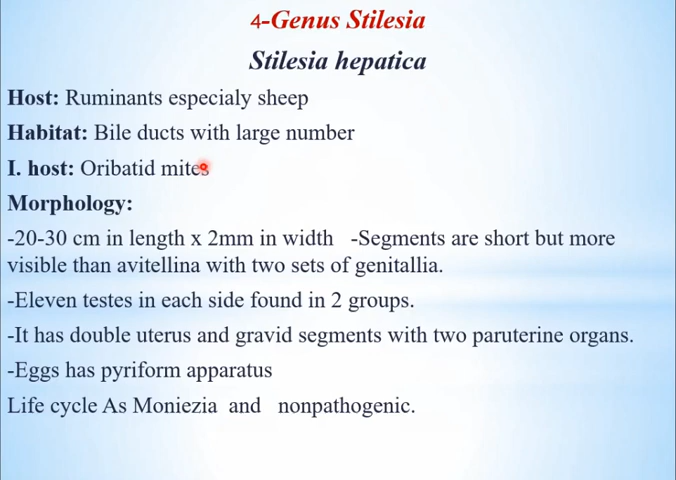 4-Genus Stilesia
Stilesia hepatica
Host: Ruminants especialy sheep
Habitat: Bile ducts with large number
I. host: Oribatid mites
Morphology:
-20-30 cm in length x 2mm in width -Segments are short but more
visible than avitellina with two sets of genitallia.
-Eleven testes in each side found in 2 groups.
-It has double uterus and gravid segments with two paruterine organs.
-Eggs has pyriform apparatus
Life cycle As Moniezia and nonpathogenic.